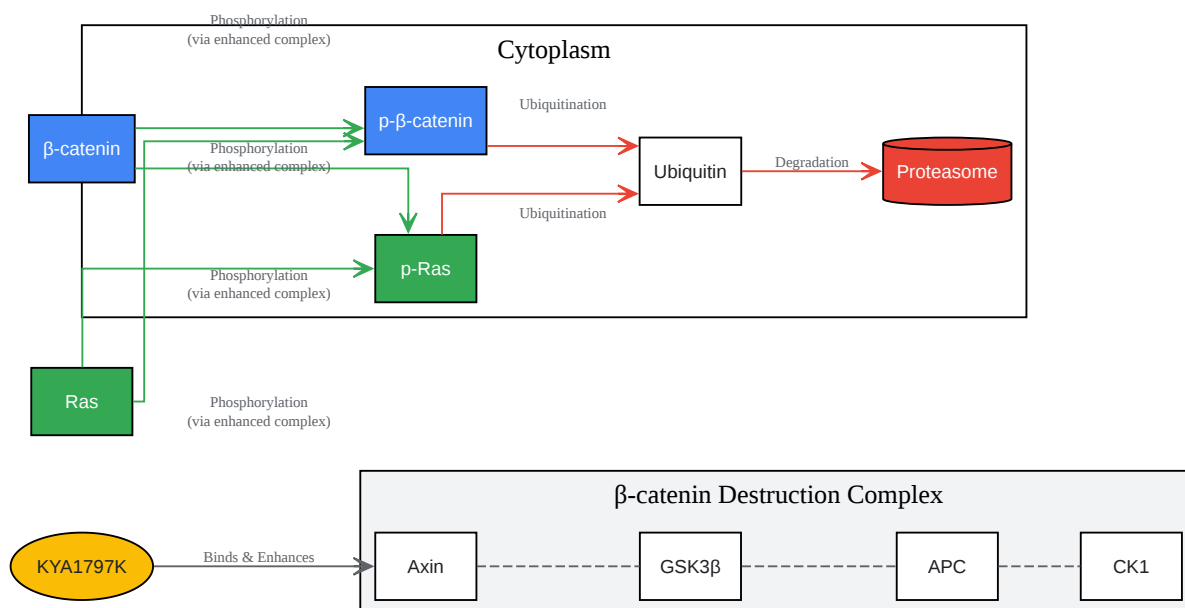 Phosphorylation
(via enhanced complex)
Cytoplasm
β-catenin
p-β-catenin
Ubiquitination
Phosphorylation
(via enhanced complex)
Ubiquitin
Degradation
Proteasome
Ubiquitination
p-Ras
Phosphorylation
(via enhanced complex)
Ras
Phosphorylation
(via enhanced complex)
β-catenin Destruction Complex
KYA1797K
Binds & Enhances
Axin
GSK3β
APC
CK1